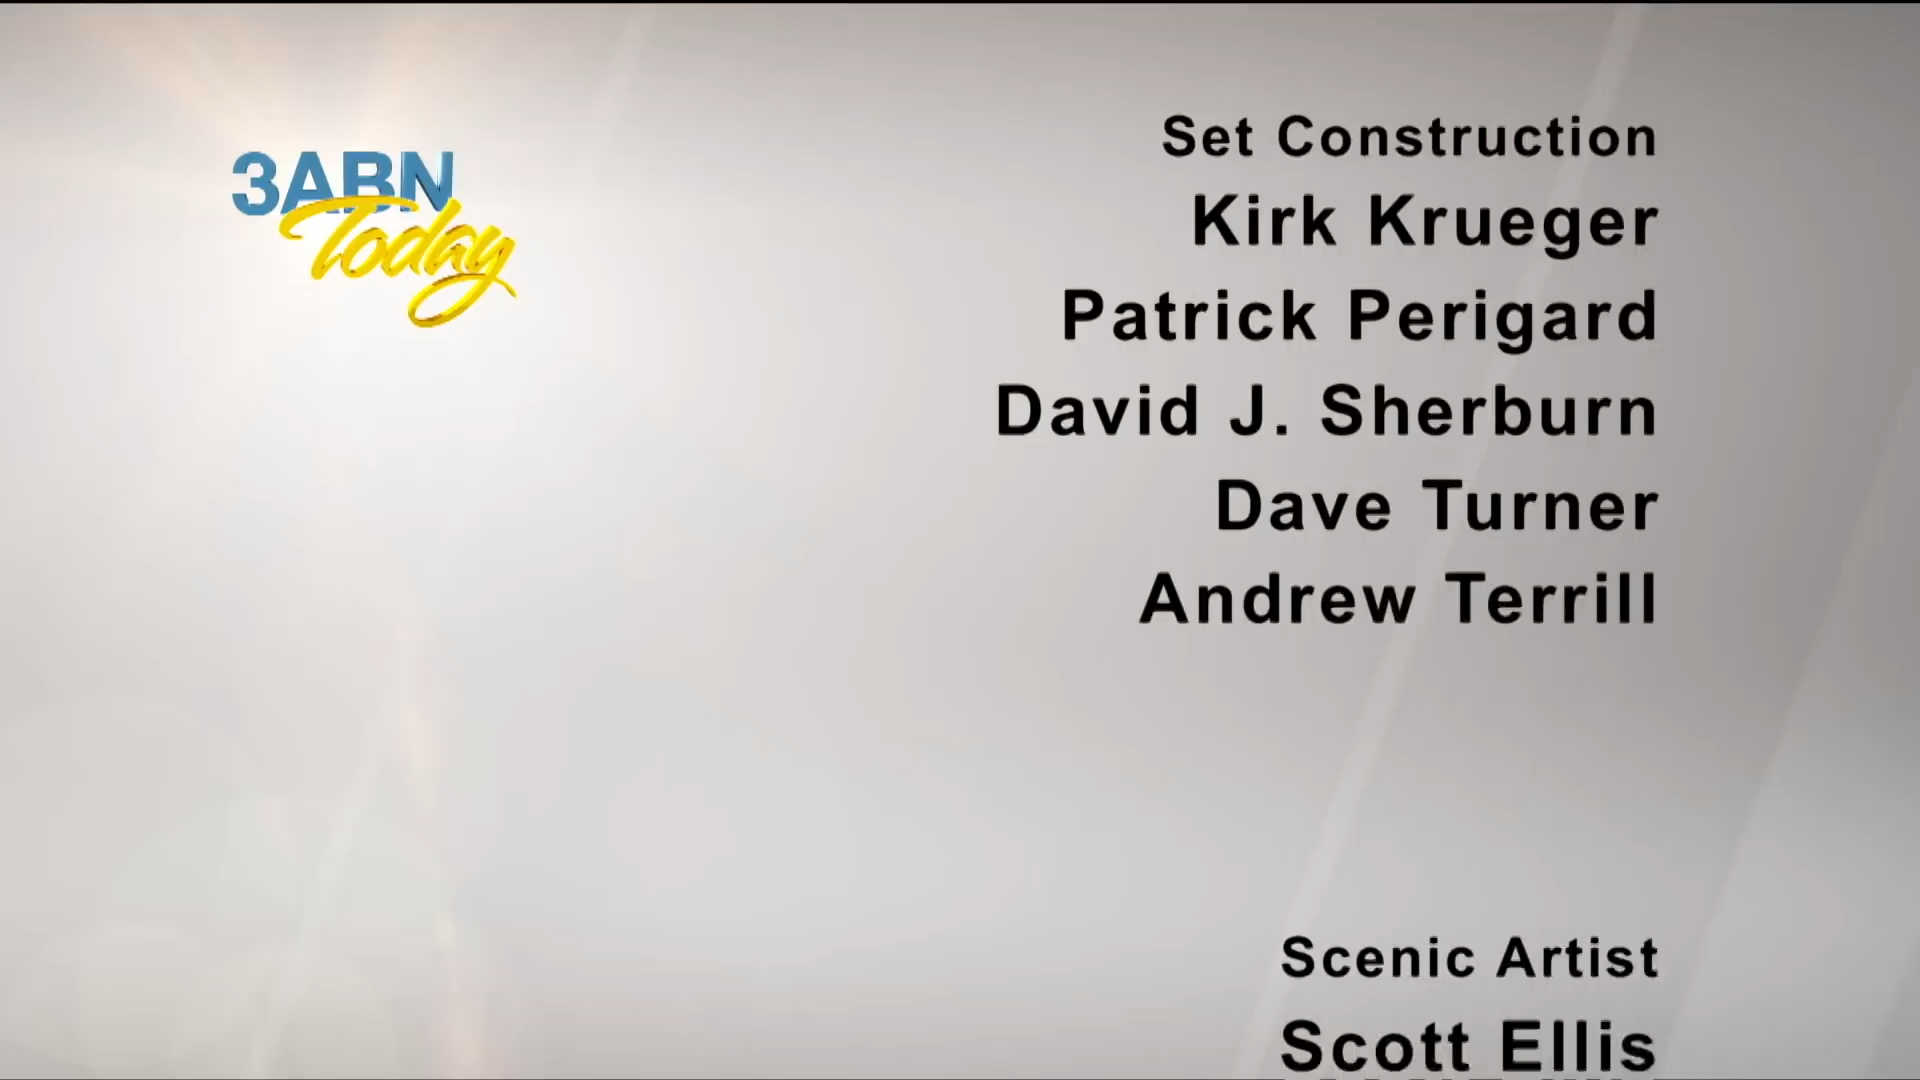 3ABN
Today
Set Construction
Kirk Krueger
Patrick Perigard
David J. Sherburn
Dave Turner
Andrew Terrill
Scenic Artist
Scott Ellis